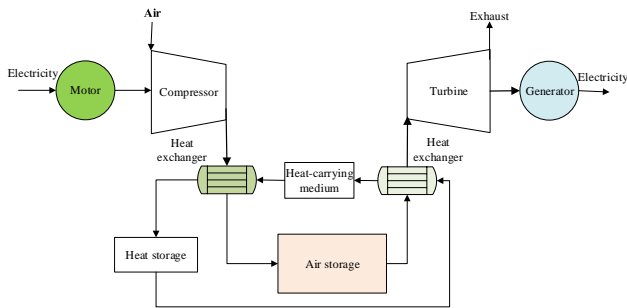 Air
Exhaust
Electricity
Motor
Compressor
Turbine
Generator
Electricity
Heat
exchanger
Heat
exchanger
Heat-carrying
medium
Heat storage
Air storage